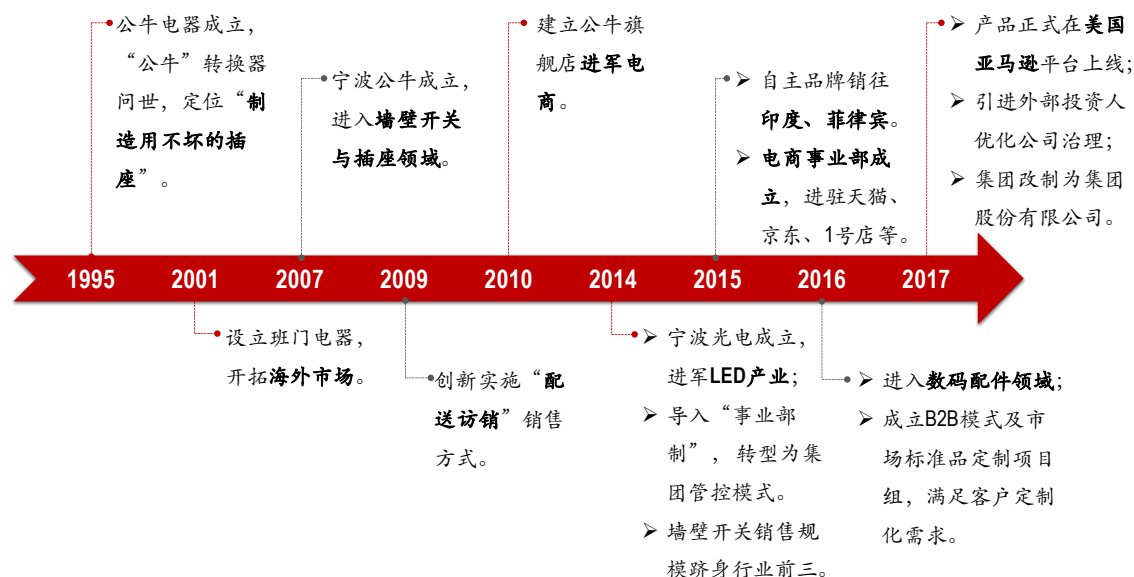 公牛电器成立，
“公牛”转换器
问世，定位“制
造用不坏的插
座”。
宁波公牛成立，
进入墙壁开关
与插座领域。
建立公牛旗
舰店进军电
商。
➢ 自主品牌销往
印度、菲律宾。
➢ 电商事业部成
立，进驻天猫、
京东、1号店等。
➢ 产品正式在美国
亚马逊平台上线；
➢ 引进外部投资人
优化公司治理；
➢ 集团改制为集团
股份有限公司。
1995 2001 2007 2009 2010 2014 2015 2016 2017
设立班门电器，
开拓海外市场。
创新实施“配
送访销”销售
方式。
➢ 宁波光电成立，
进军LED产业；
➢ 导入“事业部
制”，转型为集
团管控模式。
➢ 墙壁开关销售规
模跻身行业前三。
➢ 进入数码配件领域；
➢ 成立B2B模式及市
场标准品定制项目
组，满足客户定制
化需求。